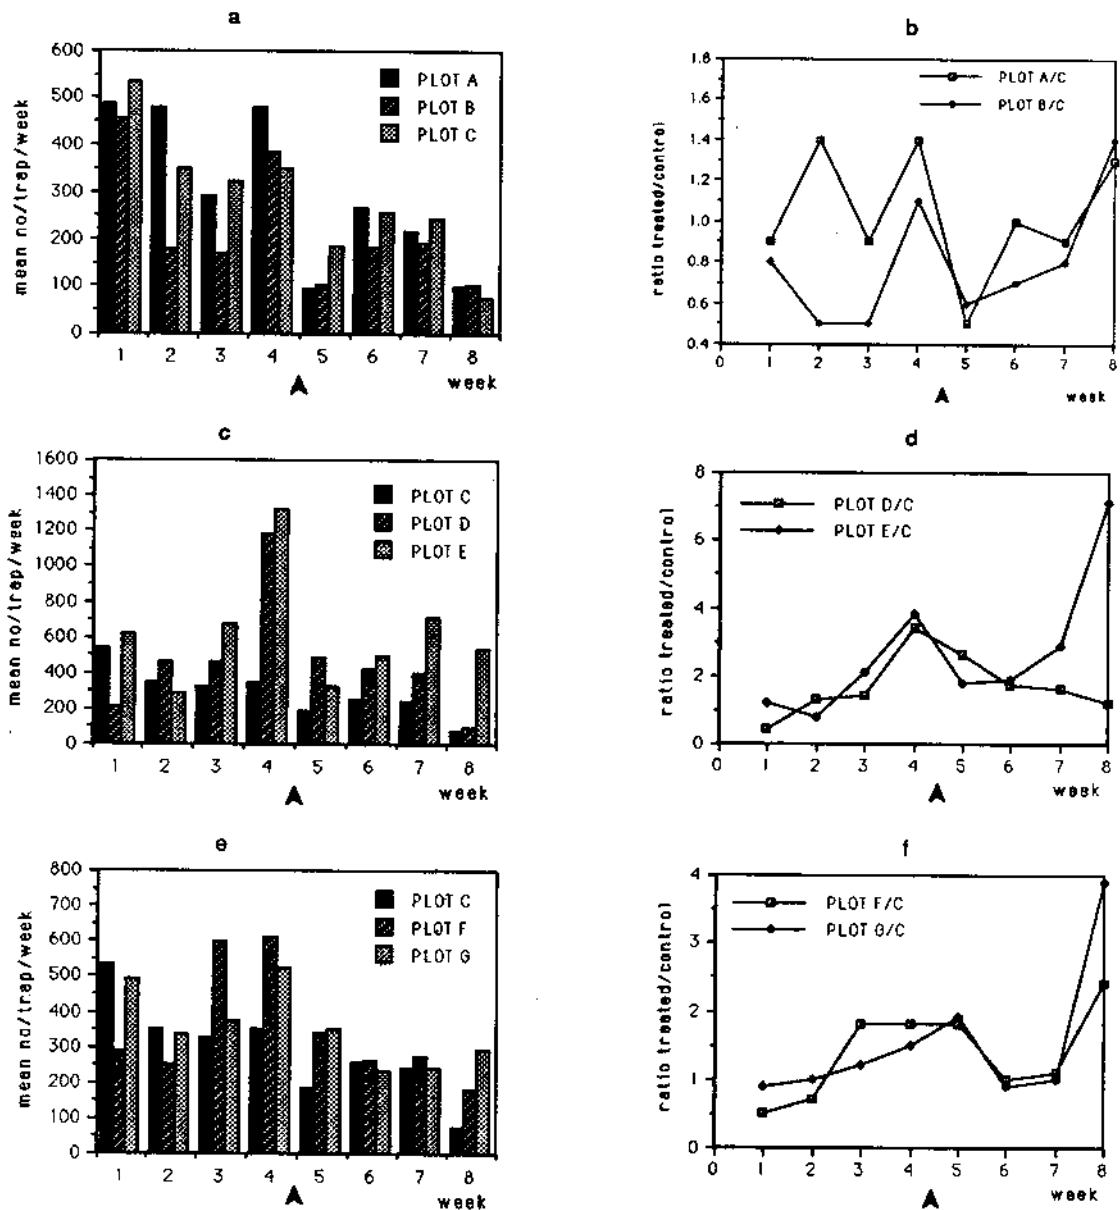 a
mean no/trap/week
600
500
400
300
200
100
0
PLOT A
PLOT B
PLOT C
1 2 3 4 5 6 7 8
week
b
ratio treated/control
1.8
1.6
1.4
1.2
1.0
0.8
0.6
0.4
PLOT A/C
PLOT B/C
0 1 2 3 4 5 6 7 8
week
c
mean no/trap/week
1600
1400
1200
1000
800
600
400
200
0
PLOT C
PLOT D
PLOT E
1 2 3 4 5 6 7 8
week
d
ratio treated/control
8
6
4
2
0
PLOT D/C
PLOT E/C
0 1 2 3 4 5 6 7 8
week
e
mean no/trap/week
800
700
600
500
400
300
200
100
0
PLOT C
PLOT F
PLOT G
1 2 3 4 5 6 7 8
week
f
ratio treated/control
4
3
2
1
0
PLOT F/C
PLOT G/C
0 1 2 3 4 5 6 7 8
week